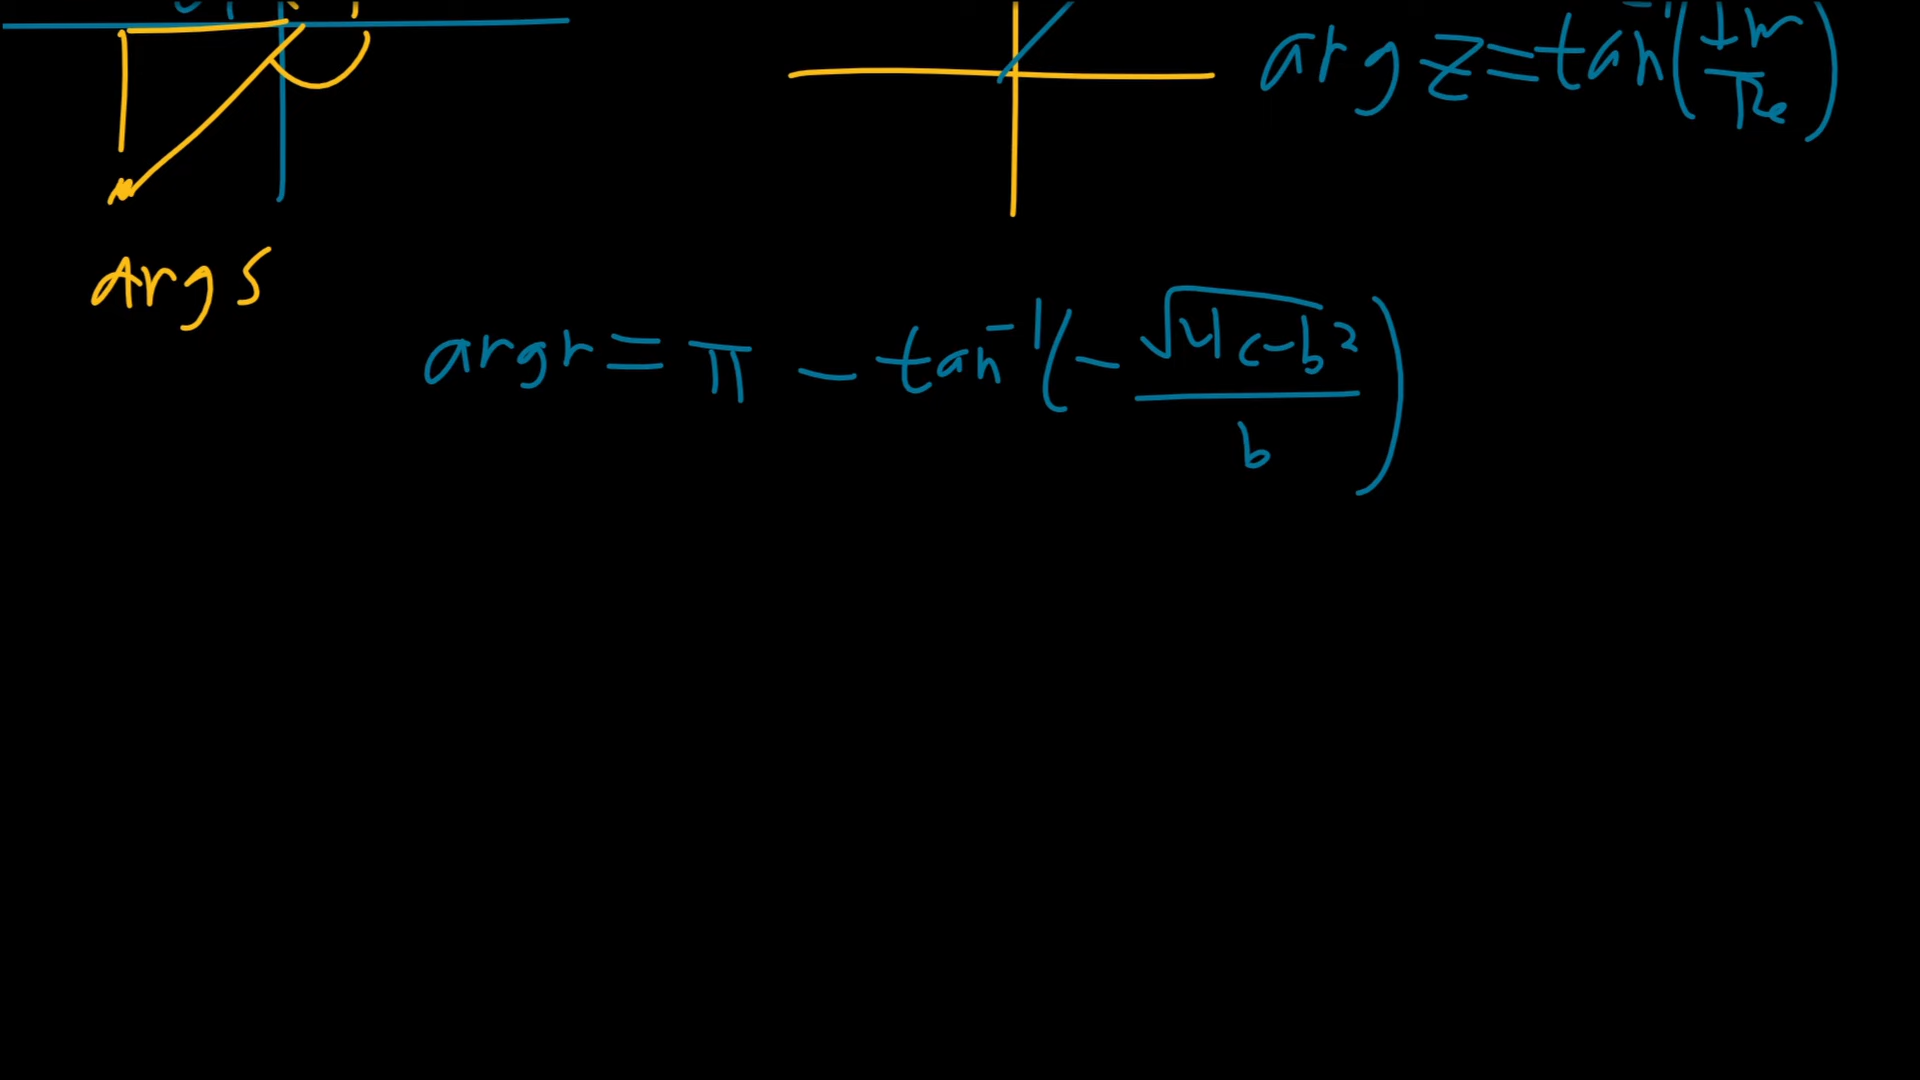 arg z = tan⁻¹(Im/Re)
arg s
arg r = π − tan⁻¹(−√(4c−b²)/b)